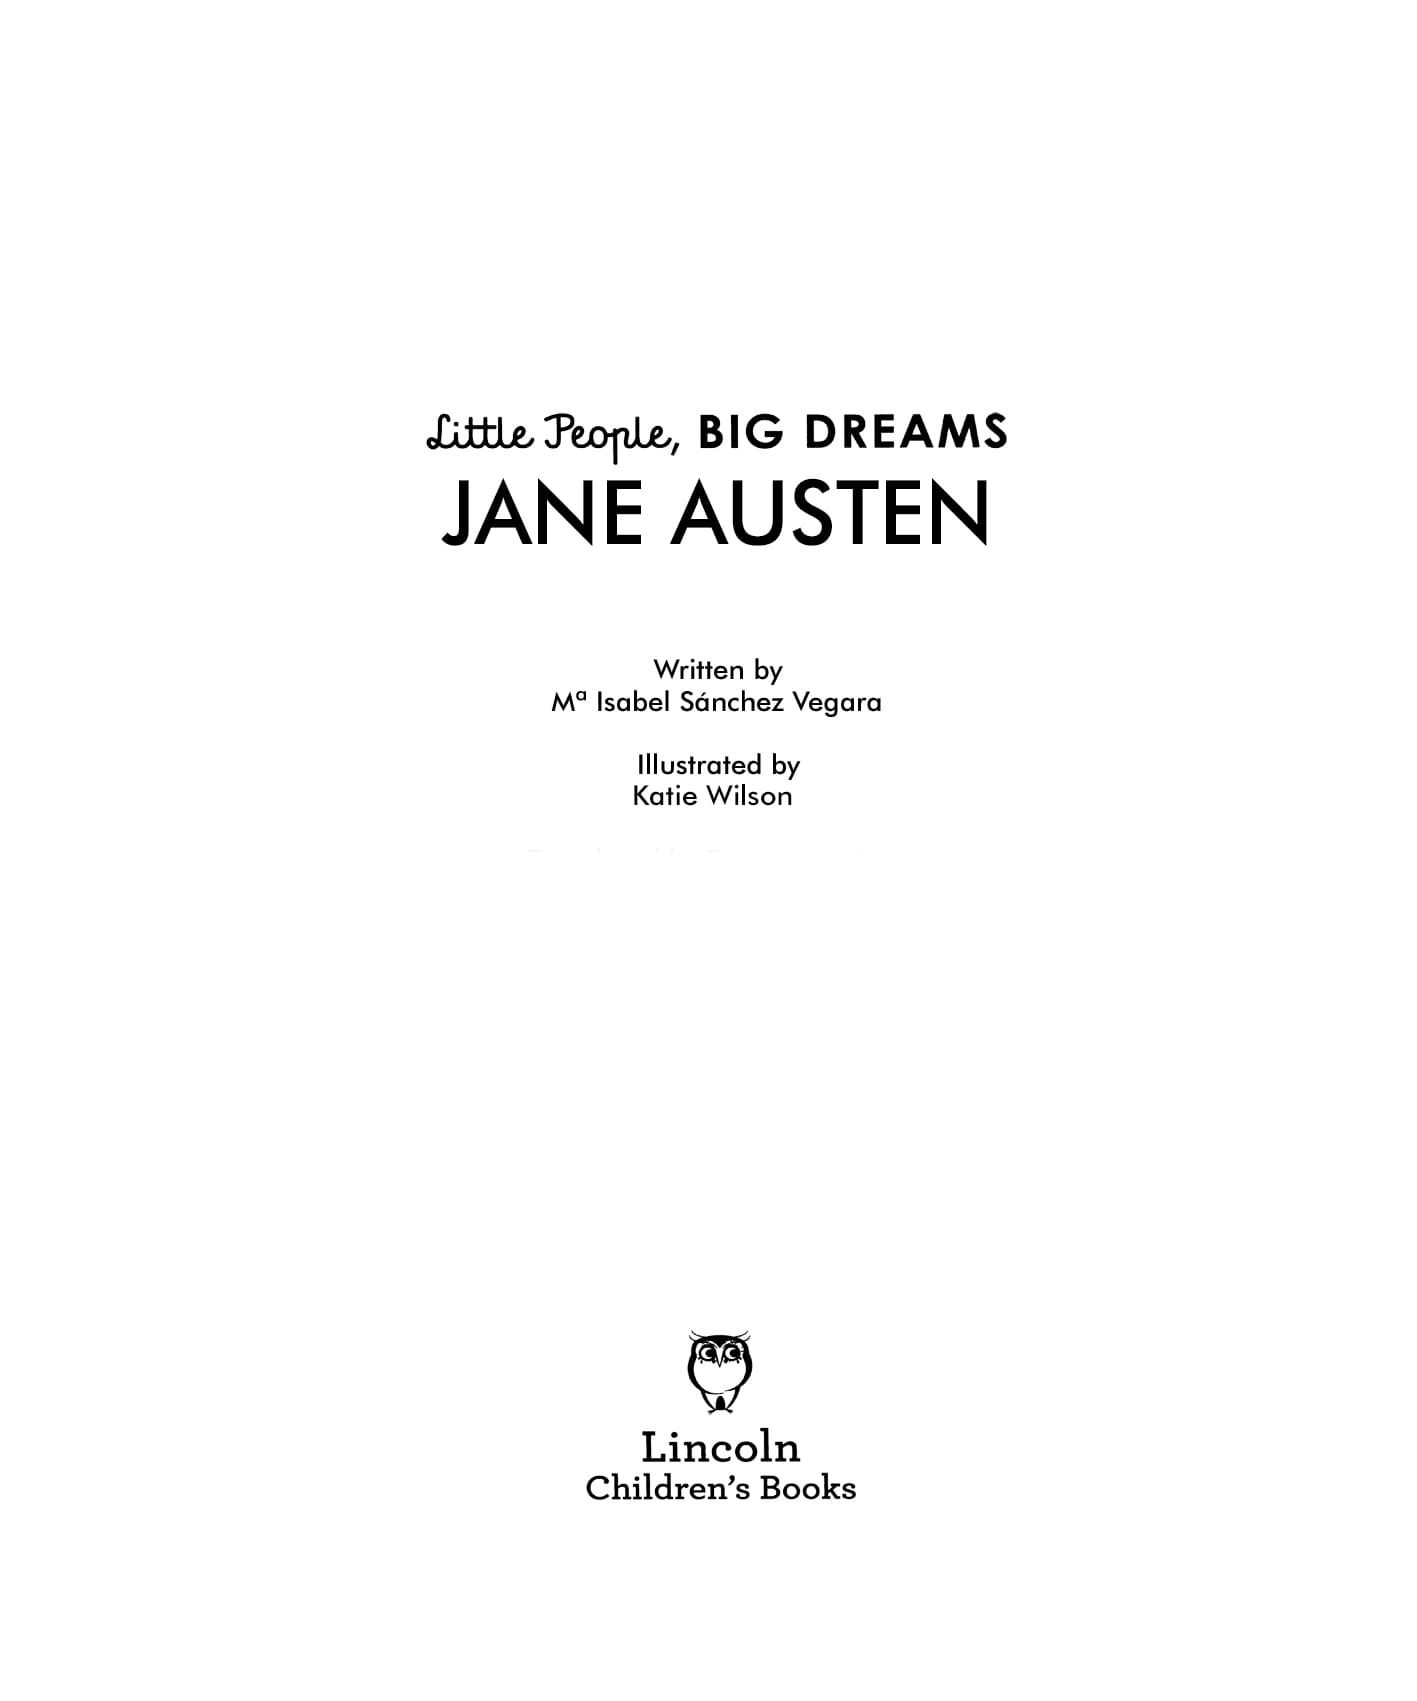 Little People, BIG DREAMS
JANE AUSTEN
Written by
Mª Isabel Sánchez Vegara
Illustrated by
Katie Wilson
Lincoln
Children’s Books